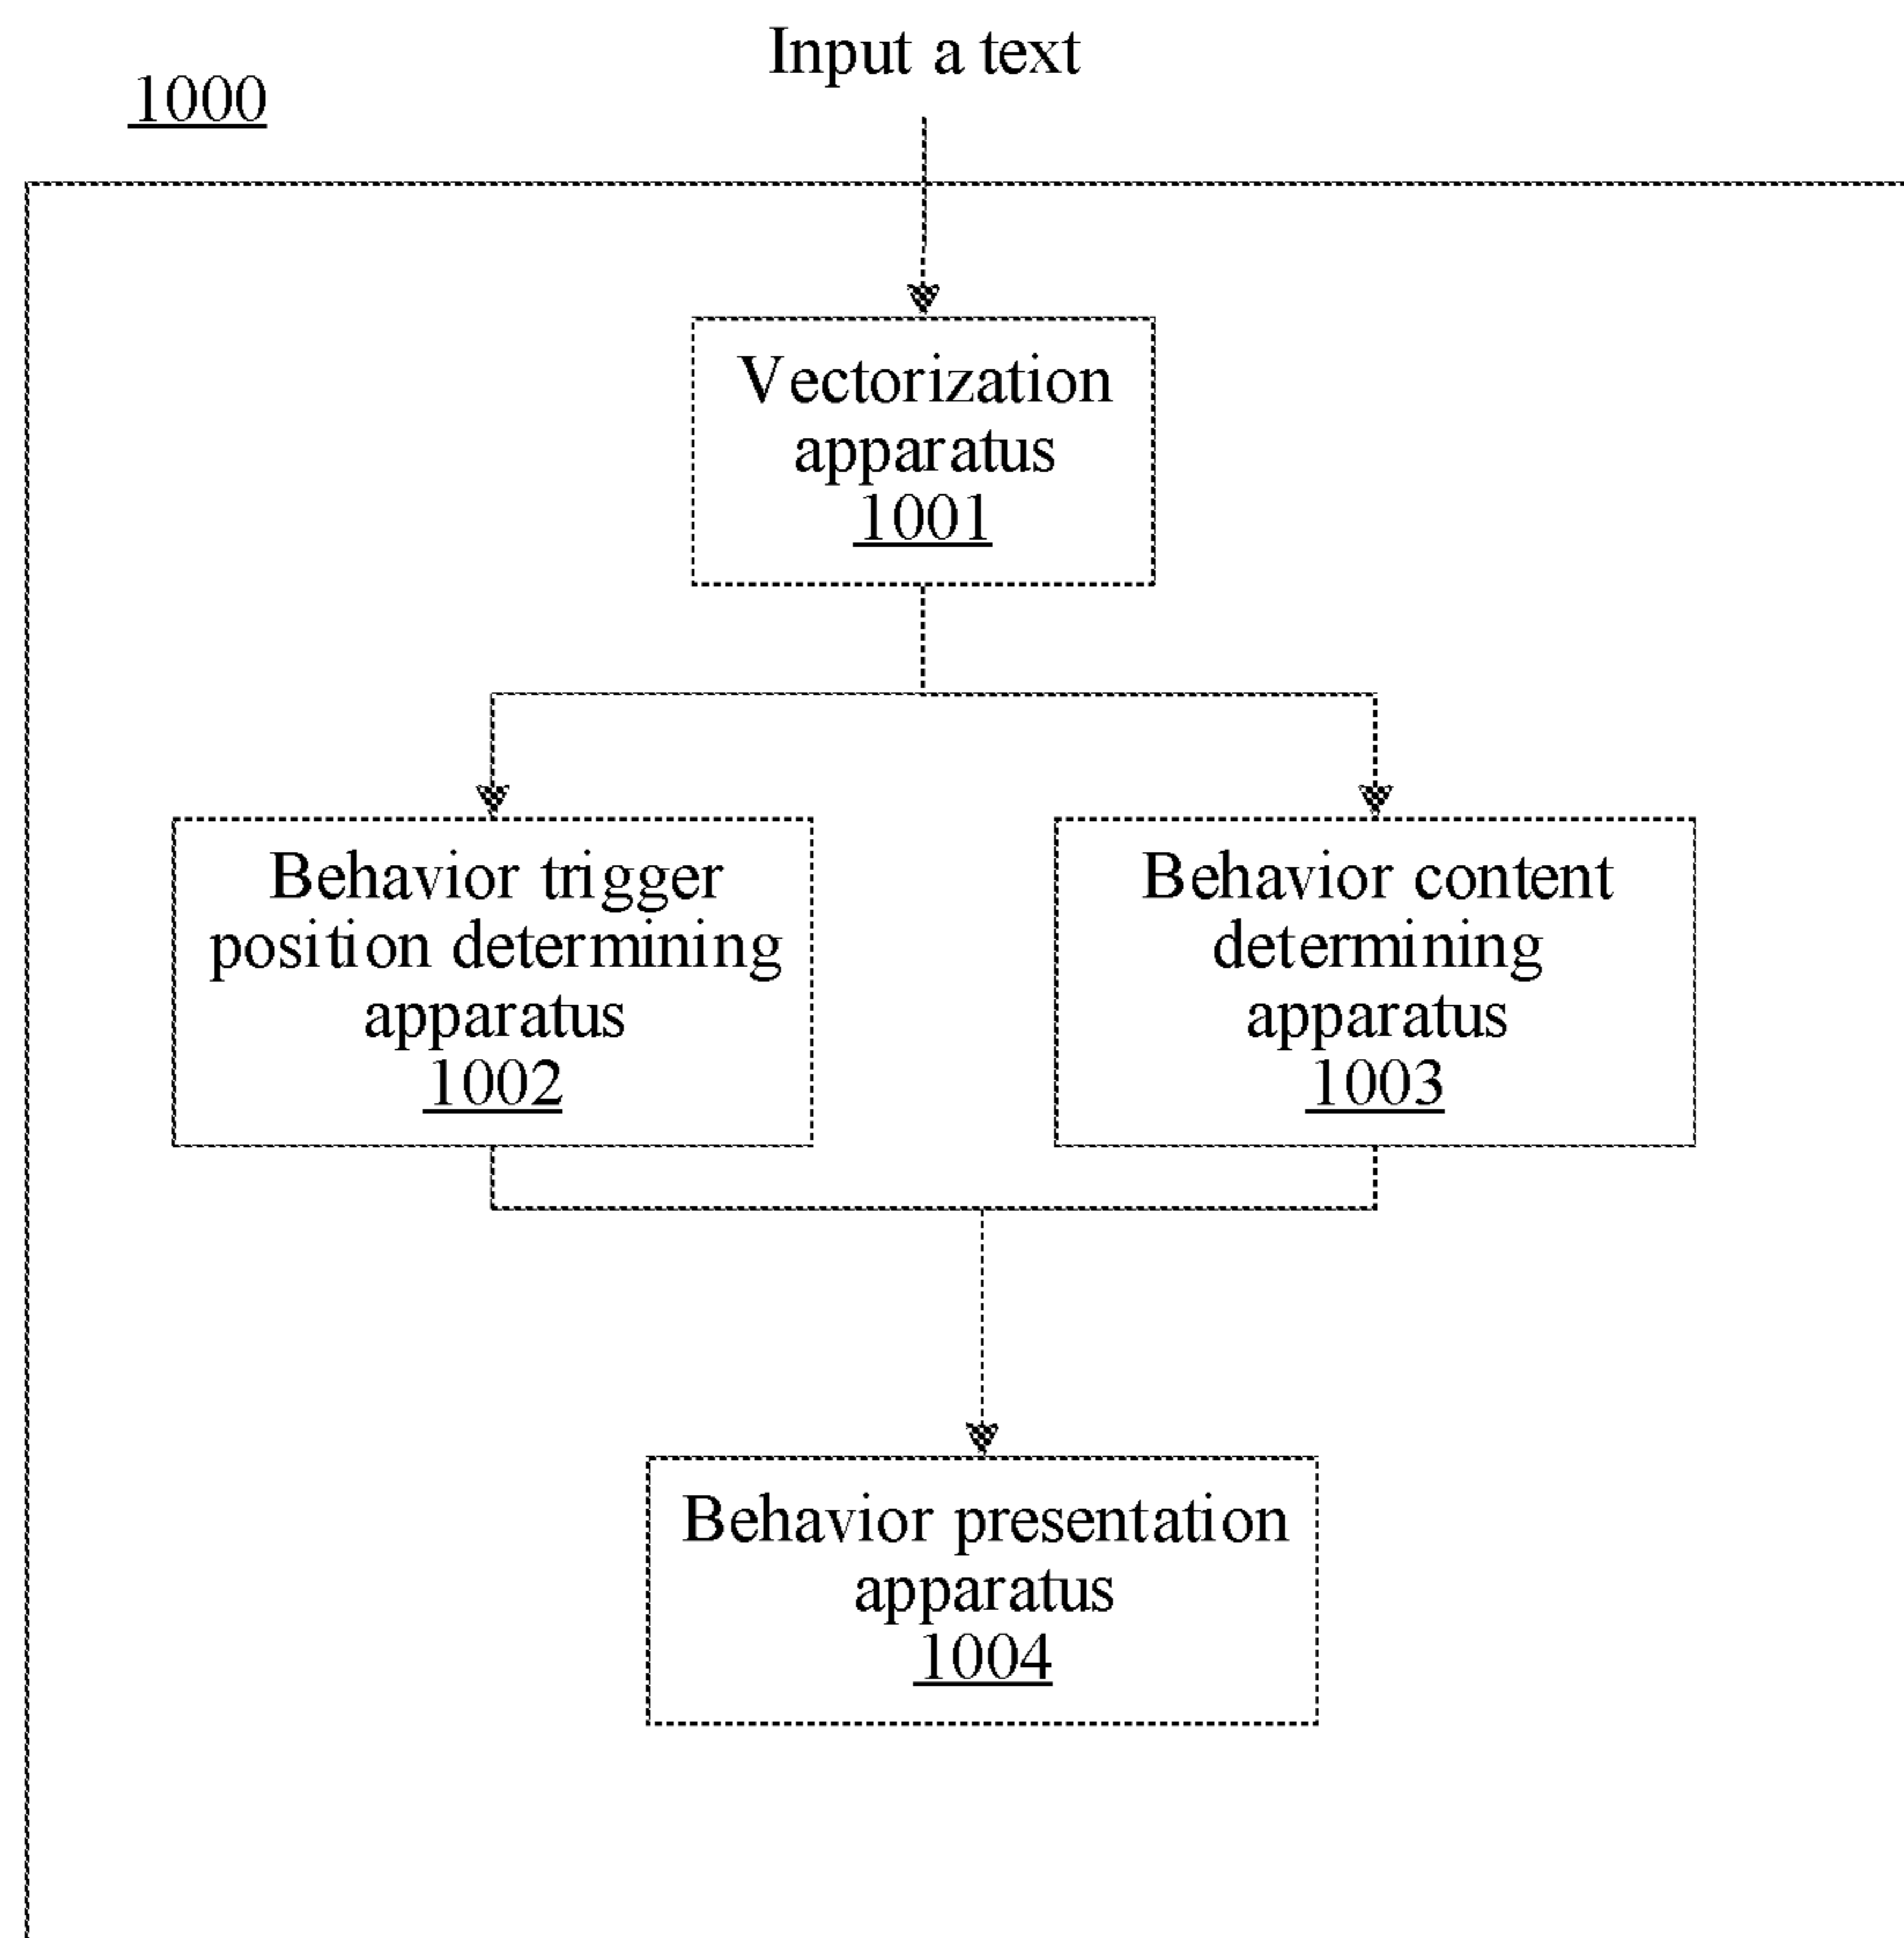 Input a text
1000
Vectorization
apparatus
1001
Behavior trigger
position determining
apparatus
1002
Behavior content
determining
apparatus
1003
Behavior presentation
apparatus
1004